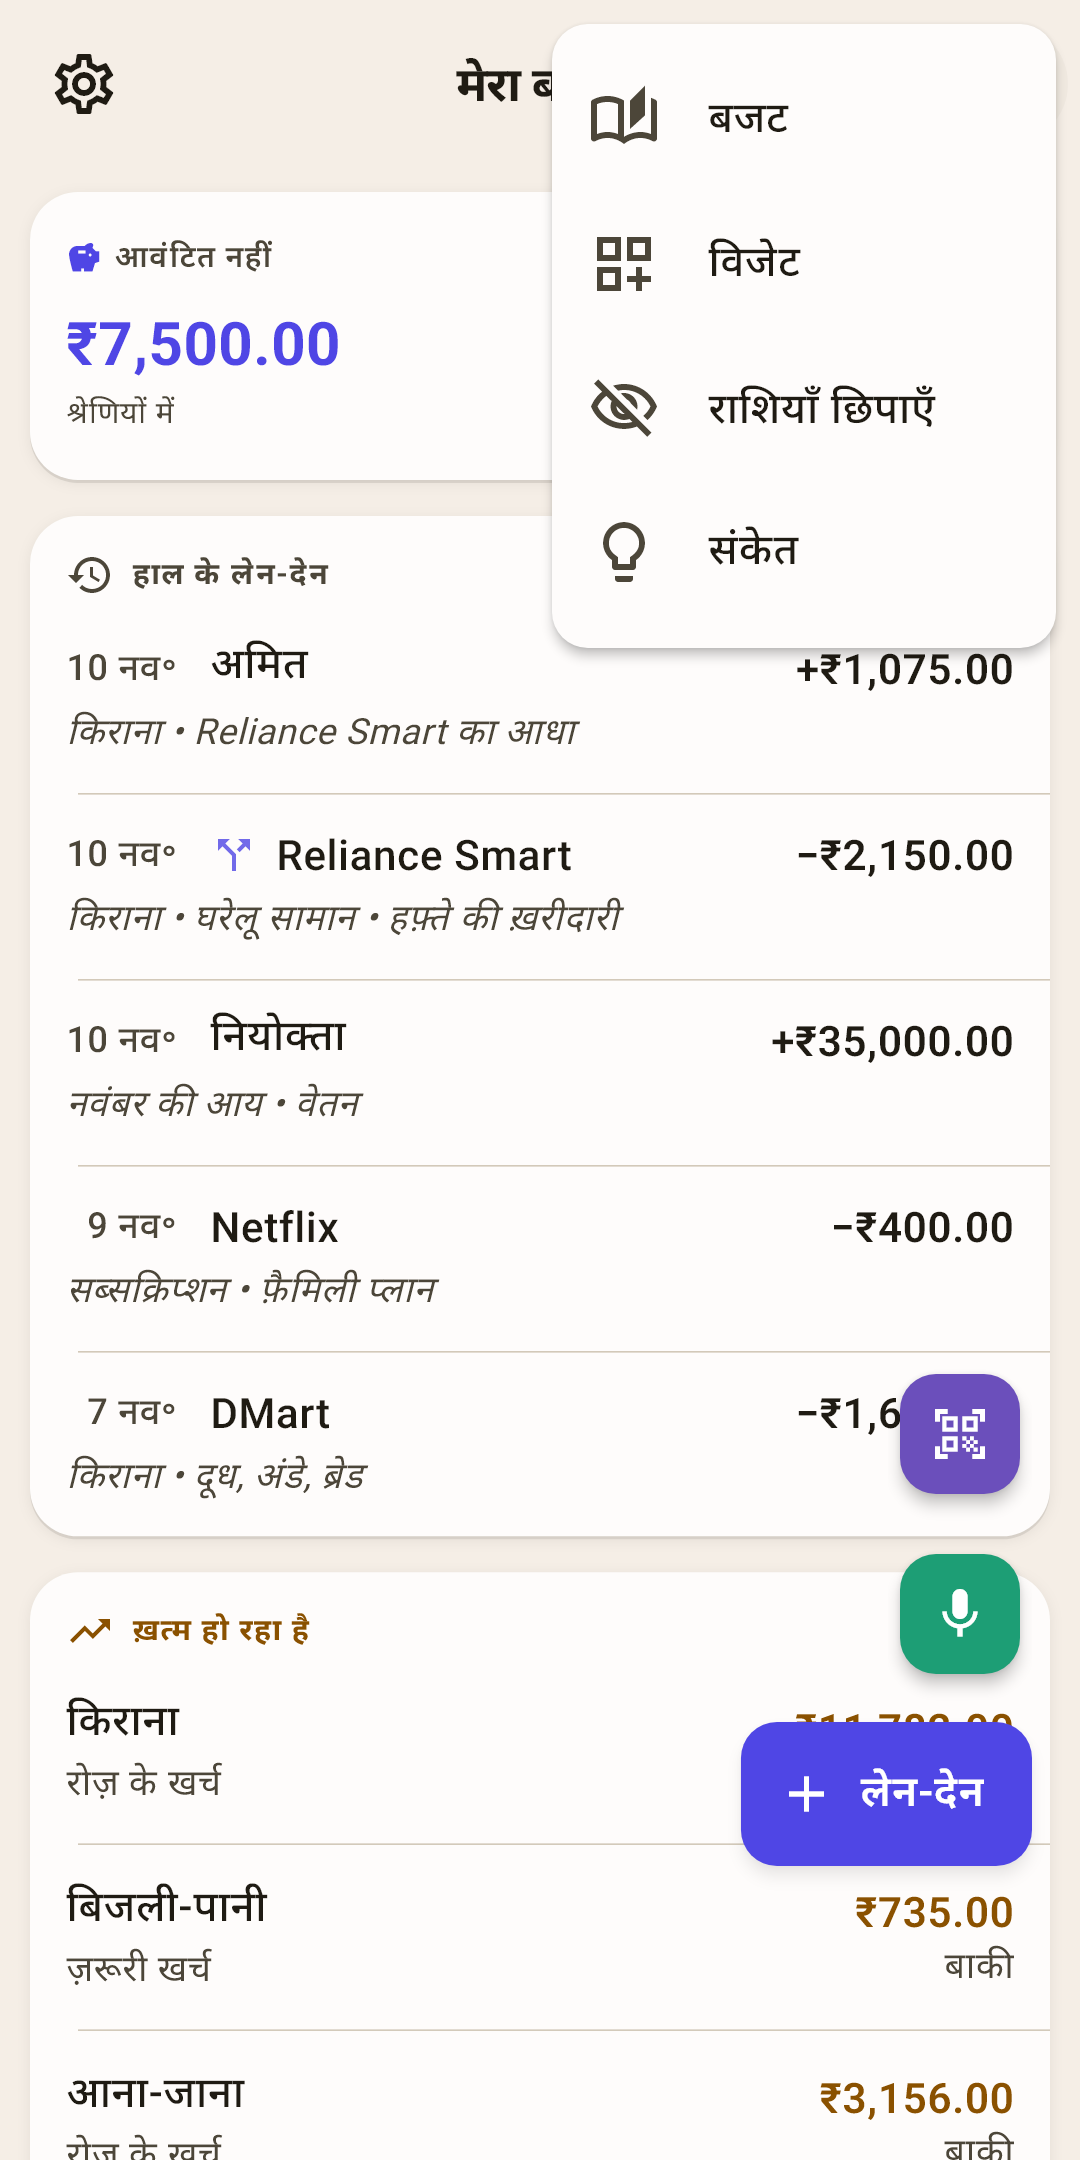 मेरा
बजट
विजेट
राशियाँ छिपाएँ
संकेत
आवंटित नहीं
₹7,500.00
श्रेणियों में
हाल के लेन-देन
10 नव॰ अमित +₹1,075.00
किराना • Reliance Smart का आधा
10 नव॰ Reliance Smart −₹2,150.00
किराना • घरेलू सामान • हफ़्ते की ख़रीदारी
10 नव॰ नियोक्ता +₹35,000.00
नवंबर की आय • वेतन
9 नव॰ Netflix −₹400.00
सब्सक्रिप्शन • फ़ैमिली प्लान
7 नव॰ DMart −₹1,6
किराना • दूध, अंडे, ब्रेड
ख़त्म हो रहा है
किराना
रोज़ के खर्च
+ लेन-देन
बिजली-पानी ₹735.00
ज़रूरी खर्च बाकी
आना-जाना ₹3,156.00
रोज़ के खर्च बाकी